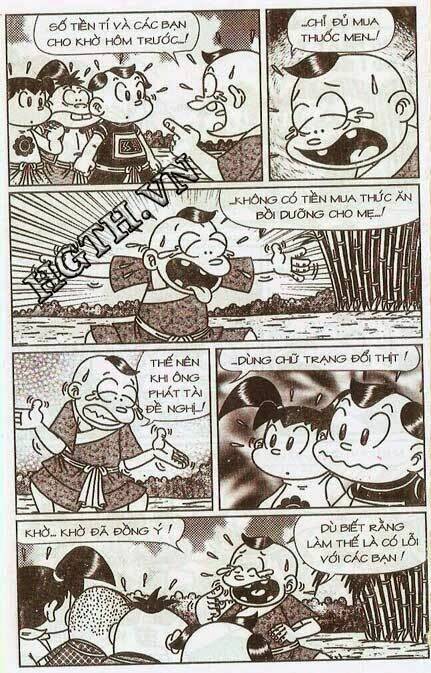 SỐ TIỀN TÍ VÀ CÁC BẠN
CHO KHỜ HÔM TRƯỚC...!
...CHỈ ĐỦ MUA
THUỐC MEN...!
...KHÔNG CÓ TIỀN MUA THỨC ĂN
BỒI DƯỠNG CHO MẸ...!
HGTH.VN
THẾ NÊN
KHI ÔNG
PHÁT TÀI
ĐỀ NGHỊ...!
...DÙNG CHỮ TRẠNG ĐỔI THỊT !
KHỜ... KHỜ ĐÃ ĐỒNG Ý !
DÙ BIẾT RẰNG
LÀM THẾ LÀ CÓ LỖI
VỚI CÁC BẠN !